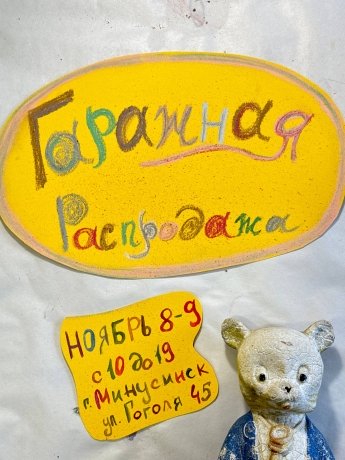 Гаражная
Распродажа
НОЯБРЬ 8-9
с 10 до 19
г. Минусинск
ул. Гоголя 45